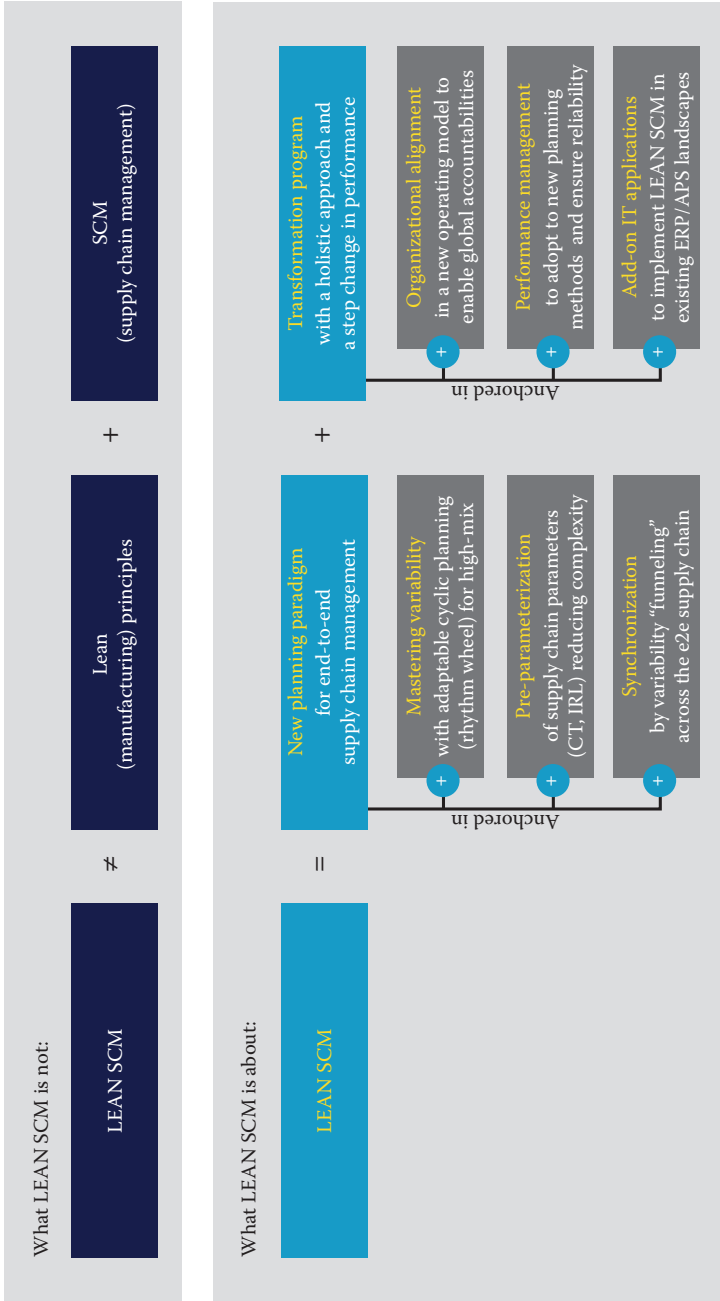 What LEAN SCM is not:
LEAN SCM
≠
Lean
(manufacturing) principles
+
SCM
(supply chain management)
What LEAN SCM is about:
LEAN SCM
=
New planning paradigm
for end-to-end
supply chain management
+
Transformation program
with a holistic approach and
a step change in performance
Anchored in
+
Mastering variability
with adaptable cyclic planning
(rhythm wheel) for high-mix
+
Pre-parameterization
of supply chain parameters
(CT, IRL) reducing complexity
+
Synchronization
by variability “funneling”
across the e2e supply chain
Anchored in
+
Organizational alignment
in a new operating model to
enable global accountabilities
+
Performance management
to adopt to new planning
methods and ensure reliability
+
Add-on IT applications
to implement LEAN SCM in
existing ERP/APS landscapes